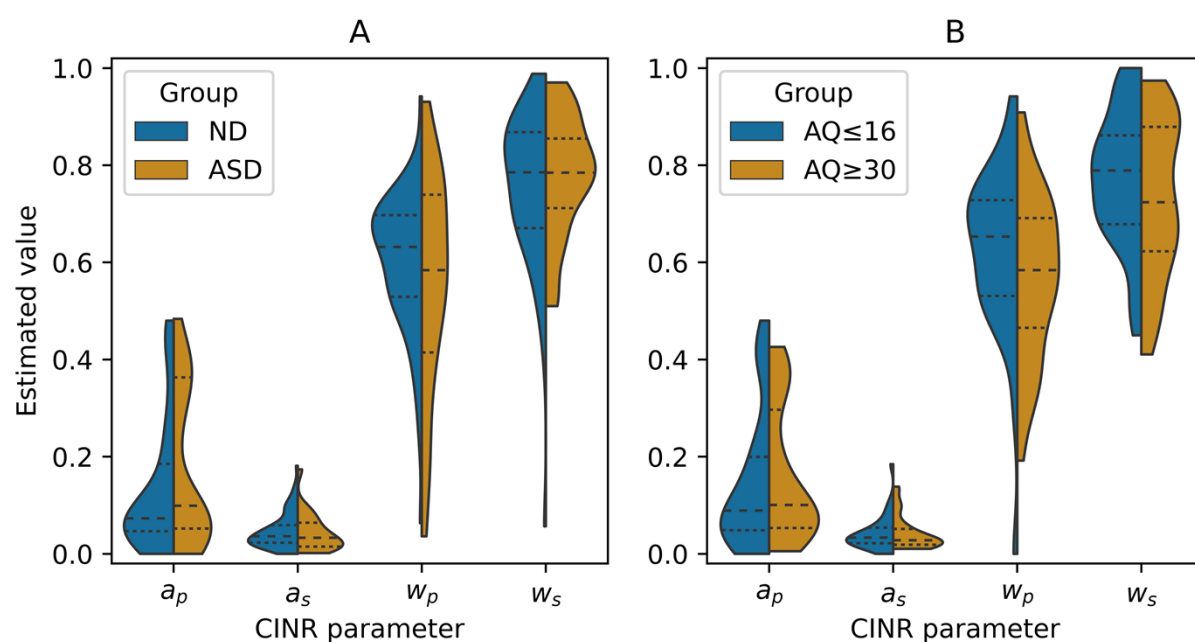 A
Estimated value
1.0
0.8
0.6
0.4
0.2
0.0
Group
ND
ASD
a_p
a_s
w_p
w_s
CINR parameter
B
1.0
0.8
0.6
0.4
0.2
0.0
Group
AQ≤16
AQ≥30
a_p
a_s
w_p
w_s
CINR parameter